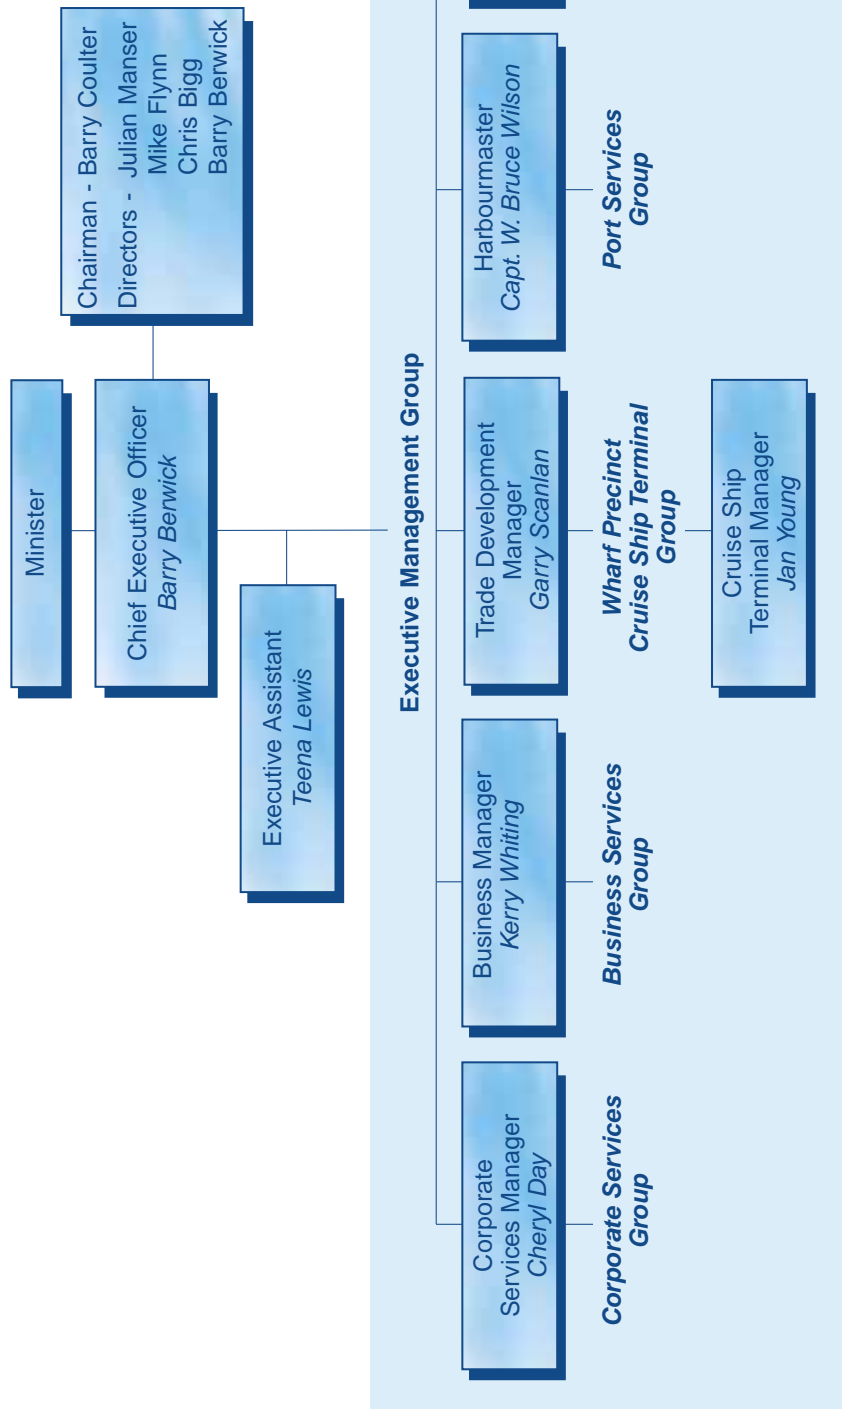 Minister
Chief Executive Officer
Barry Berwick
Chairman - Barry Coulter
Directors - Julian Manser
Mike Flynn
Chris Bigg
Barry Berwick
Executive Assistant
Teena Lewis
Executive Management Group
Corporate
Services Manager
Cheryl Day
Corporate Services
Group
Business Manager
Kerry Whiting
Business Services
Group
Trade Development
Manager
Garry Scanlan
Wharf Precinct
Cruise Ship Terminal
Group
Cruise Ship
Terminal Manager
Jan Young
Harbourmaster
Capt. W. Bruce Wilson
Port Services
Group